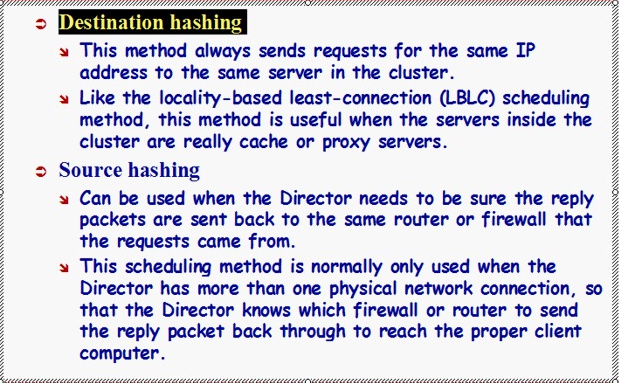 Destination hashing
This method always sends requests for the same IP
address to the same server in the cluster.
Like the locality-based least-connection (LBLC) scheduling
method, this method is useful when the servers inside the
cluster are really cache or proxy servers.
Source hashing
Can be used when the Director needs to be sure the reply
packets are sent back to the same router or firewall that
the requests came from.
This scheduling method is normally only used when the
Director has more than one physical network connection, so
that the Director knows which firewall or router to send
the reply packet back through to reach the proper client
computer.